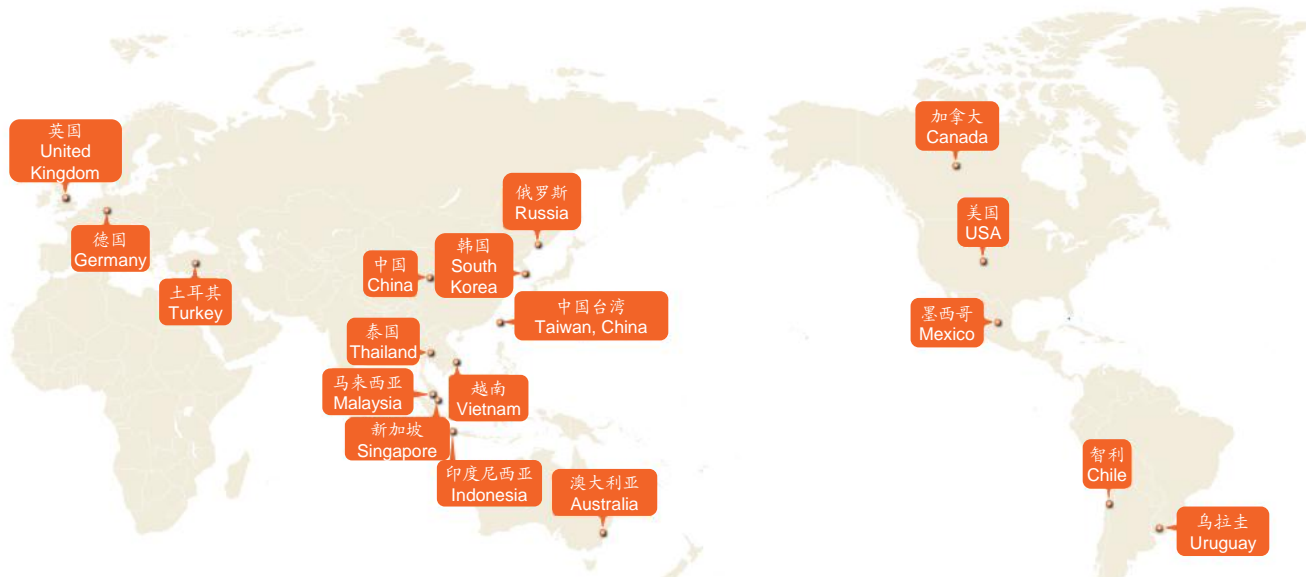 英国
United
Kingdom
德国
Germany
土耳其
Turkey
俄罗斯
Russia
韩国
South
Korea
中国
China
中国台湾
Taiwan, China
泰国
Thailand
马来西亚
Malaysia
越南
Vietnam
新加坡
Singapore
印度尼西亚
Indonesia
澳大利亚
Australia
加拿大
Canada
美国
USA
墨西哥
Mexico
智利
Chile
乌拉圭
Uruguay